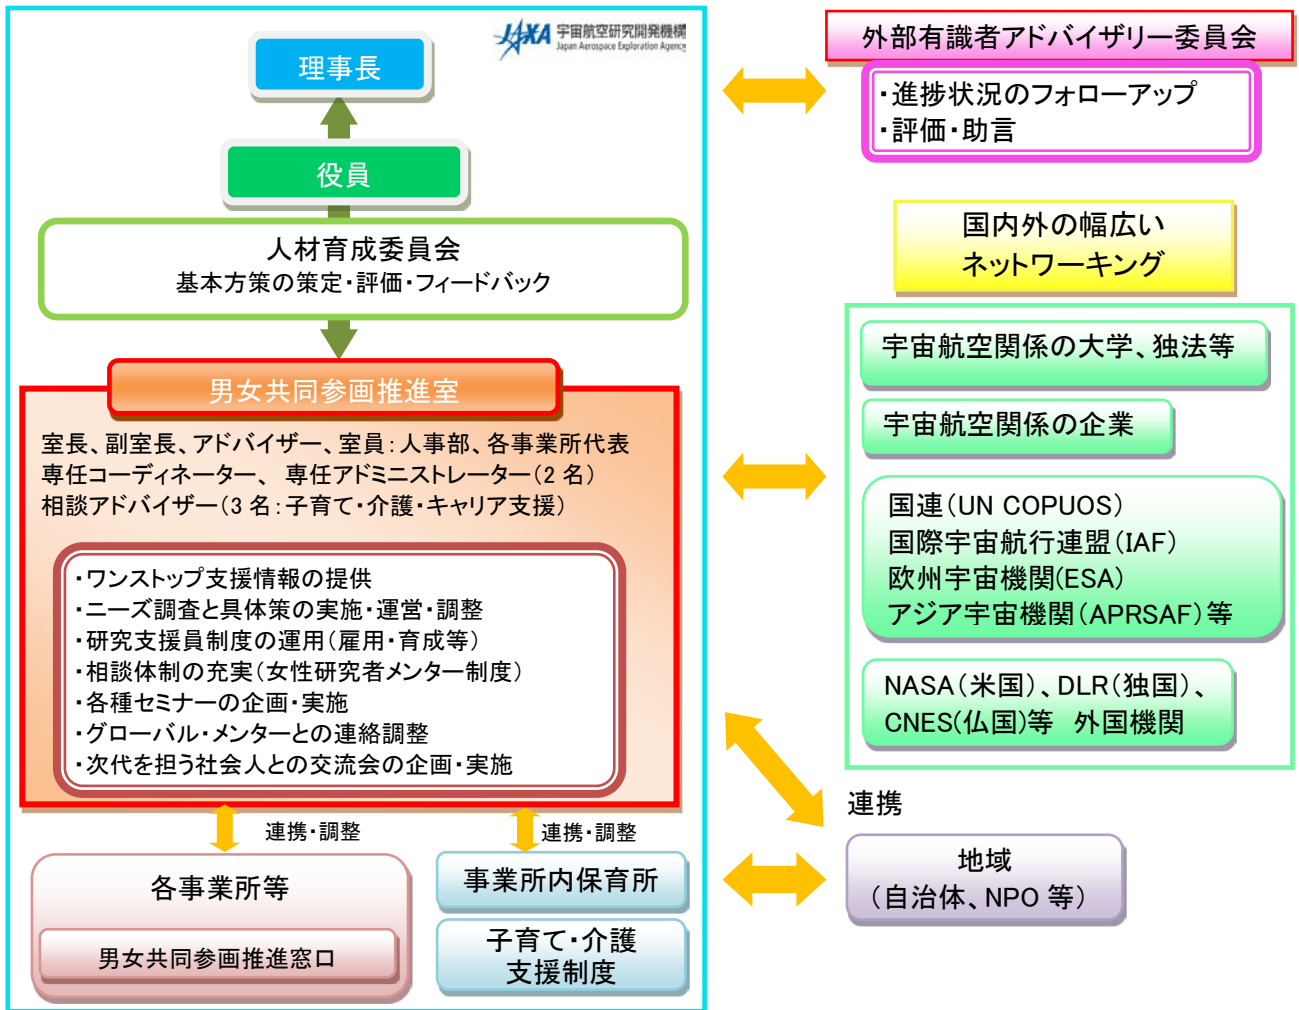 JAXA 宇宙航空研究開発機構
Japan Aerospace Exploration Agency
理事長
役員
人材育成委員会
基本方策の策定・評価・フィードバック
男女共同参画推進室
室長、副室長、アドバイザー、室員：人事部、各事業所代表
専任コーディネーター、 専任アドミニストレーター（2 名）
相談アドバイザー（3 名：子育て・介護・キャリア支援）
・ワンストップ支援情報の提供
・ニーズ調査と具体策の実施・運営・調整
・研究支援員制度の運用（雇用・育成等）
・相談体制の充実（女性研究者メンター制度）
・各種セミナーの企画・実施
・グローバル・メンターとの連絡調整
・次代を担う社会人との交流会の企画・実施
連携・調整
連携・調整
各事業所等
男女共同参画推進窓口
事業所内保育所
子育て・介護
支援制度
外部有識者アドバイザリー委員会
・進捗状況のフォローアップ
・評価・助言
国内外の幅広い
ネットワーキング
宇宙航空関係の大学、独法等
宇宙航空関係の企業
国連（UN COPUOS）
国際宇宙航行連盟（IAF）
欧州宇宙機関(ESA)
アジア宇宙機関（APRSAF）等
NASA（米国）、DLR（独国）、
CNES(仏国)等 外国機関
連携
地域
（自治体、NPO 等）